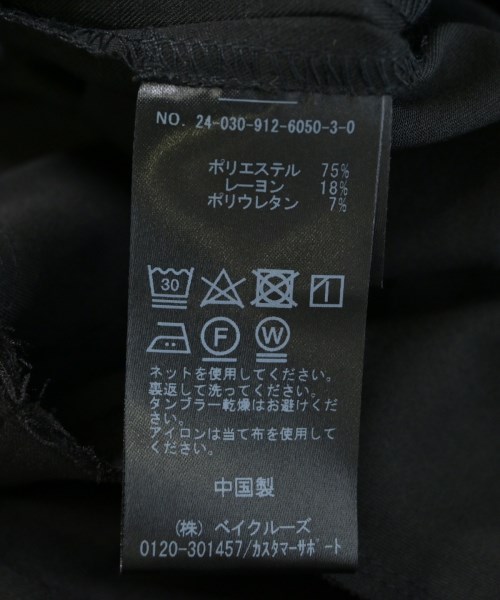 NO. 24-030-912-6050-3-0
ポリエステル 75%
レーヨン 18%
ポリウレタン 7%
30
F W
ネットを使用してください。
裏返して洗ってください。
タンブラー乾燥はお避けくだ
さい。
アイロンは当て布を使用して
ください。
中国製
(株) ベイクルーズ
0120-301457/カスタマーサポート